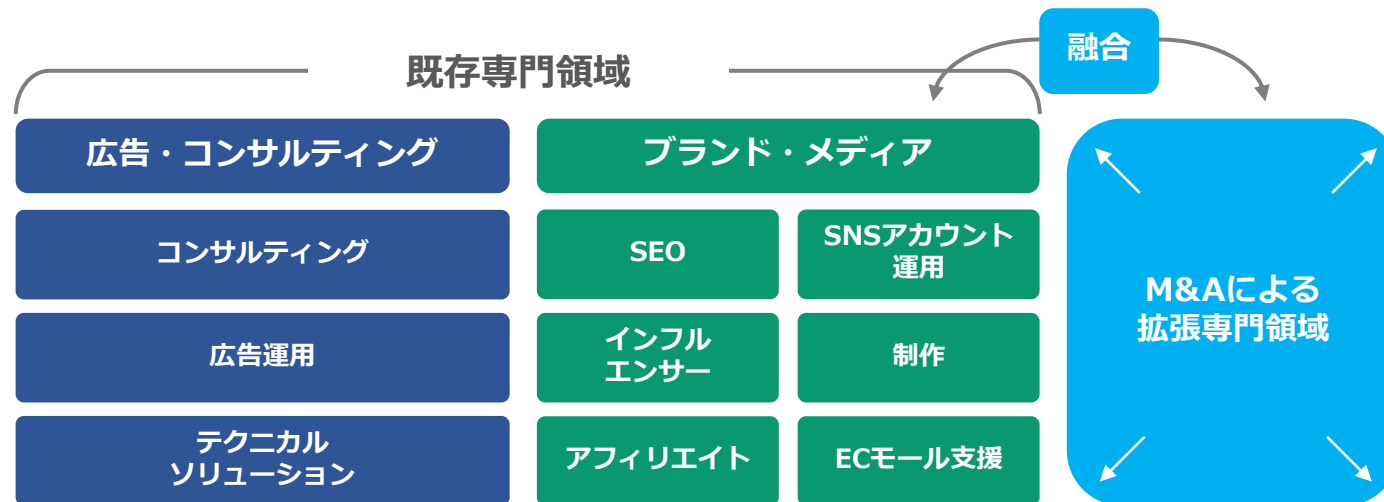 融合
既存専門領域
広告・コンサルティング
ブランド・メディア
コンサルティング
SEO
SNSアカウント
運用
広告運用
インフル
エンサー
制作
テクニカル
ソリューション
アフィリエイト
ECモール支援
M&Aによる
拡張専門領域